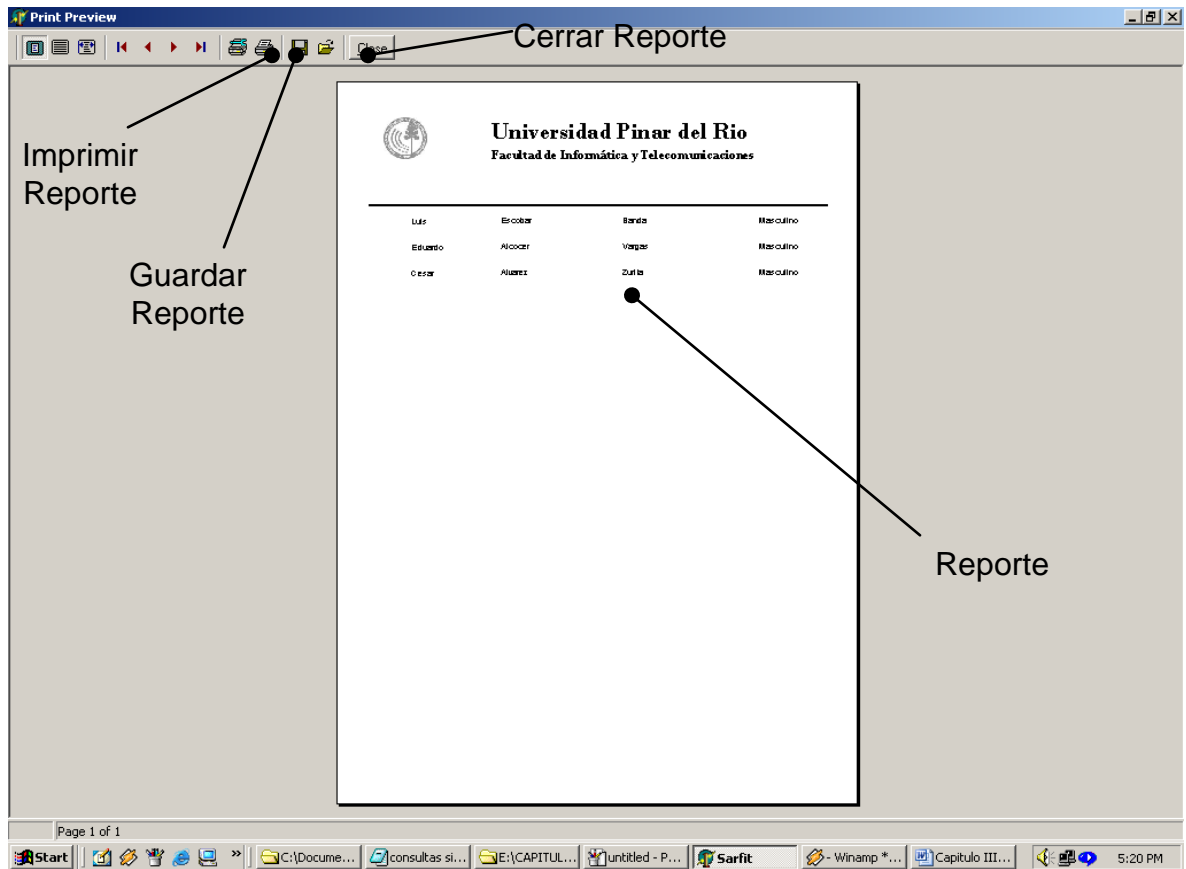 Print Preview
Close
Cerrar Reporte
Imprimir
Reporte
Guardar
Reporte
Universidad Pinar del Rio
Facultad de Informática y Telecomunicaciones
Luis Escobar Banda Masculino
Eduardo Alcocer Vargas Masculino
Cesar Alvarez Zurita Masculino
Reporte
Page 1 of 1
Start » C:\Docume... consultas si... E:\CAPITUL... untitled - P... Sarfit - Winamp *... Capitulo III... 5:20 PM